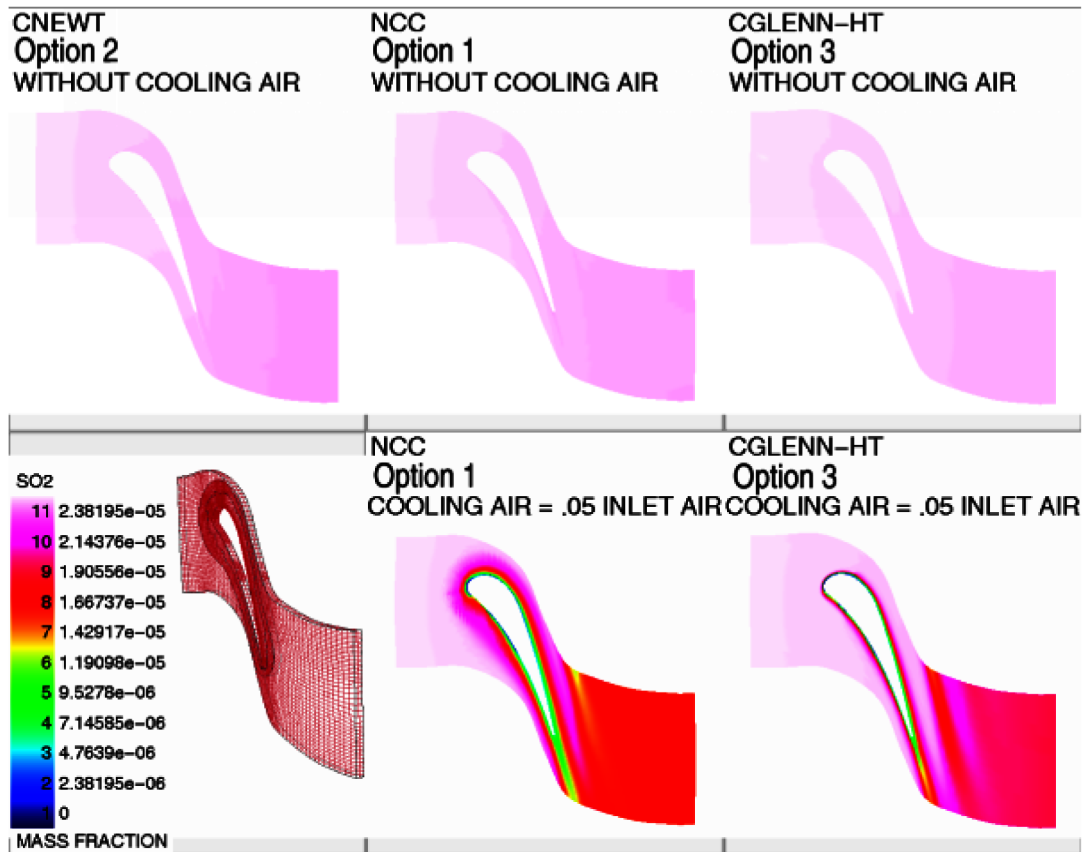 CNEWT
Option 2
WITHOUT COOLING AIR
NCC
Option 1
WITHOUT COOLING AIR
CGLENN-HT
Option 3
WITHOUT COOLING AIR
SO2
11 2.38195e-05
10 2.14376e-05
9 1.90556e-05
8 1.66737e-05
7 1.42917e-05
6 1.19098e-05
5 9.5278e-06
4 7.14585e-06
3 4.7639e-06
2 2.38195e-06
1 0
MASS FRACTION
NCC
Option 1
COOLING AIR = .05 INLET AIR
CGLENN-HT
Option 3
COOLING AIR = .05 INLET AIR